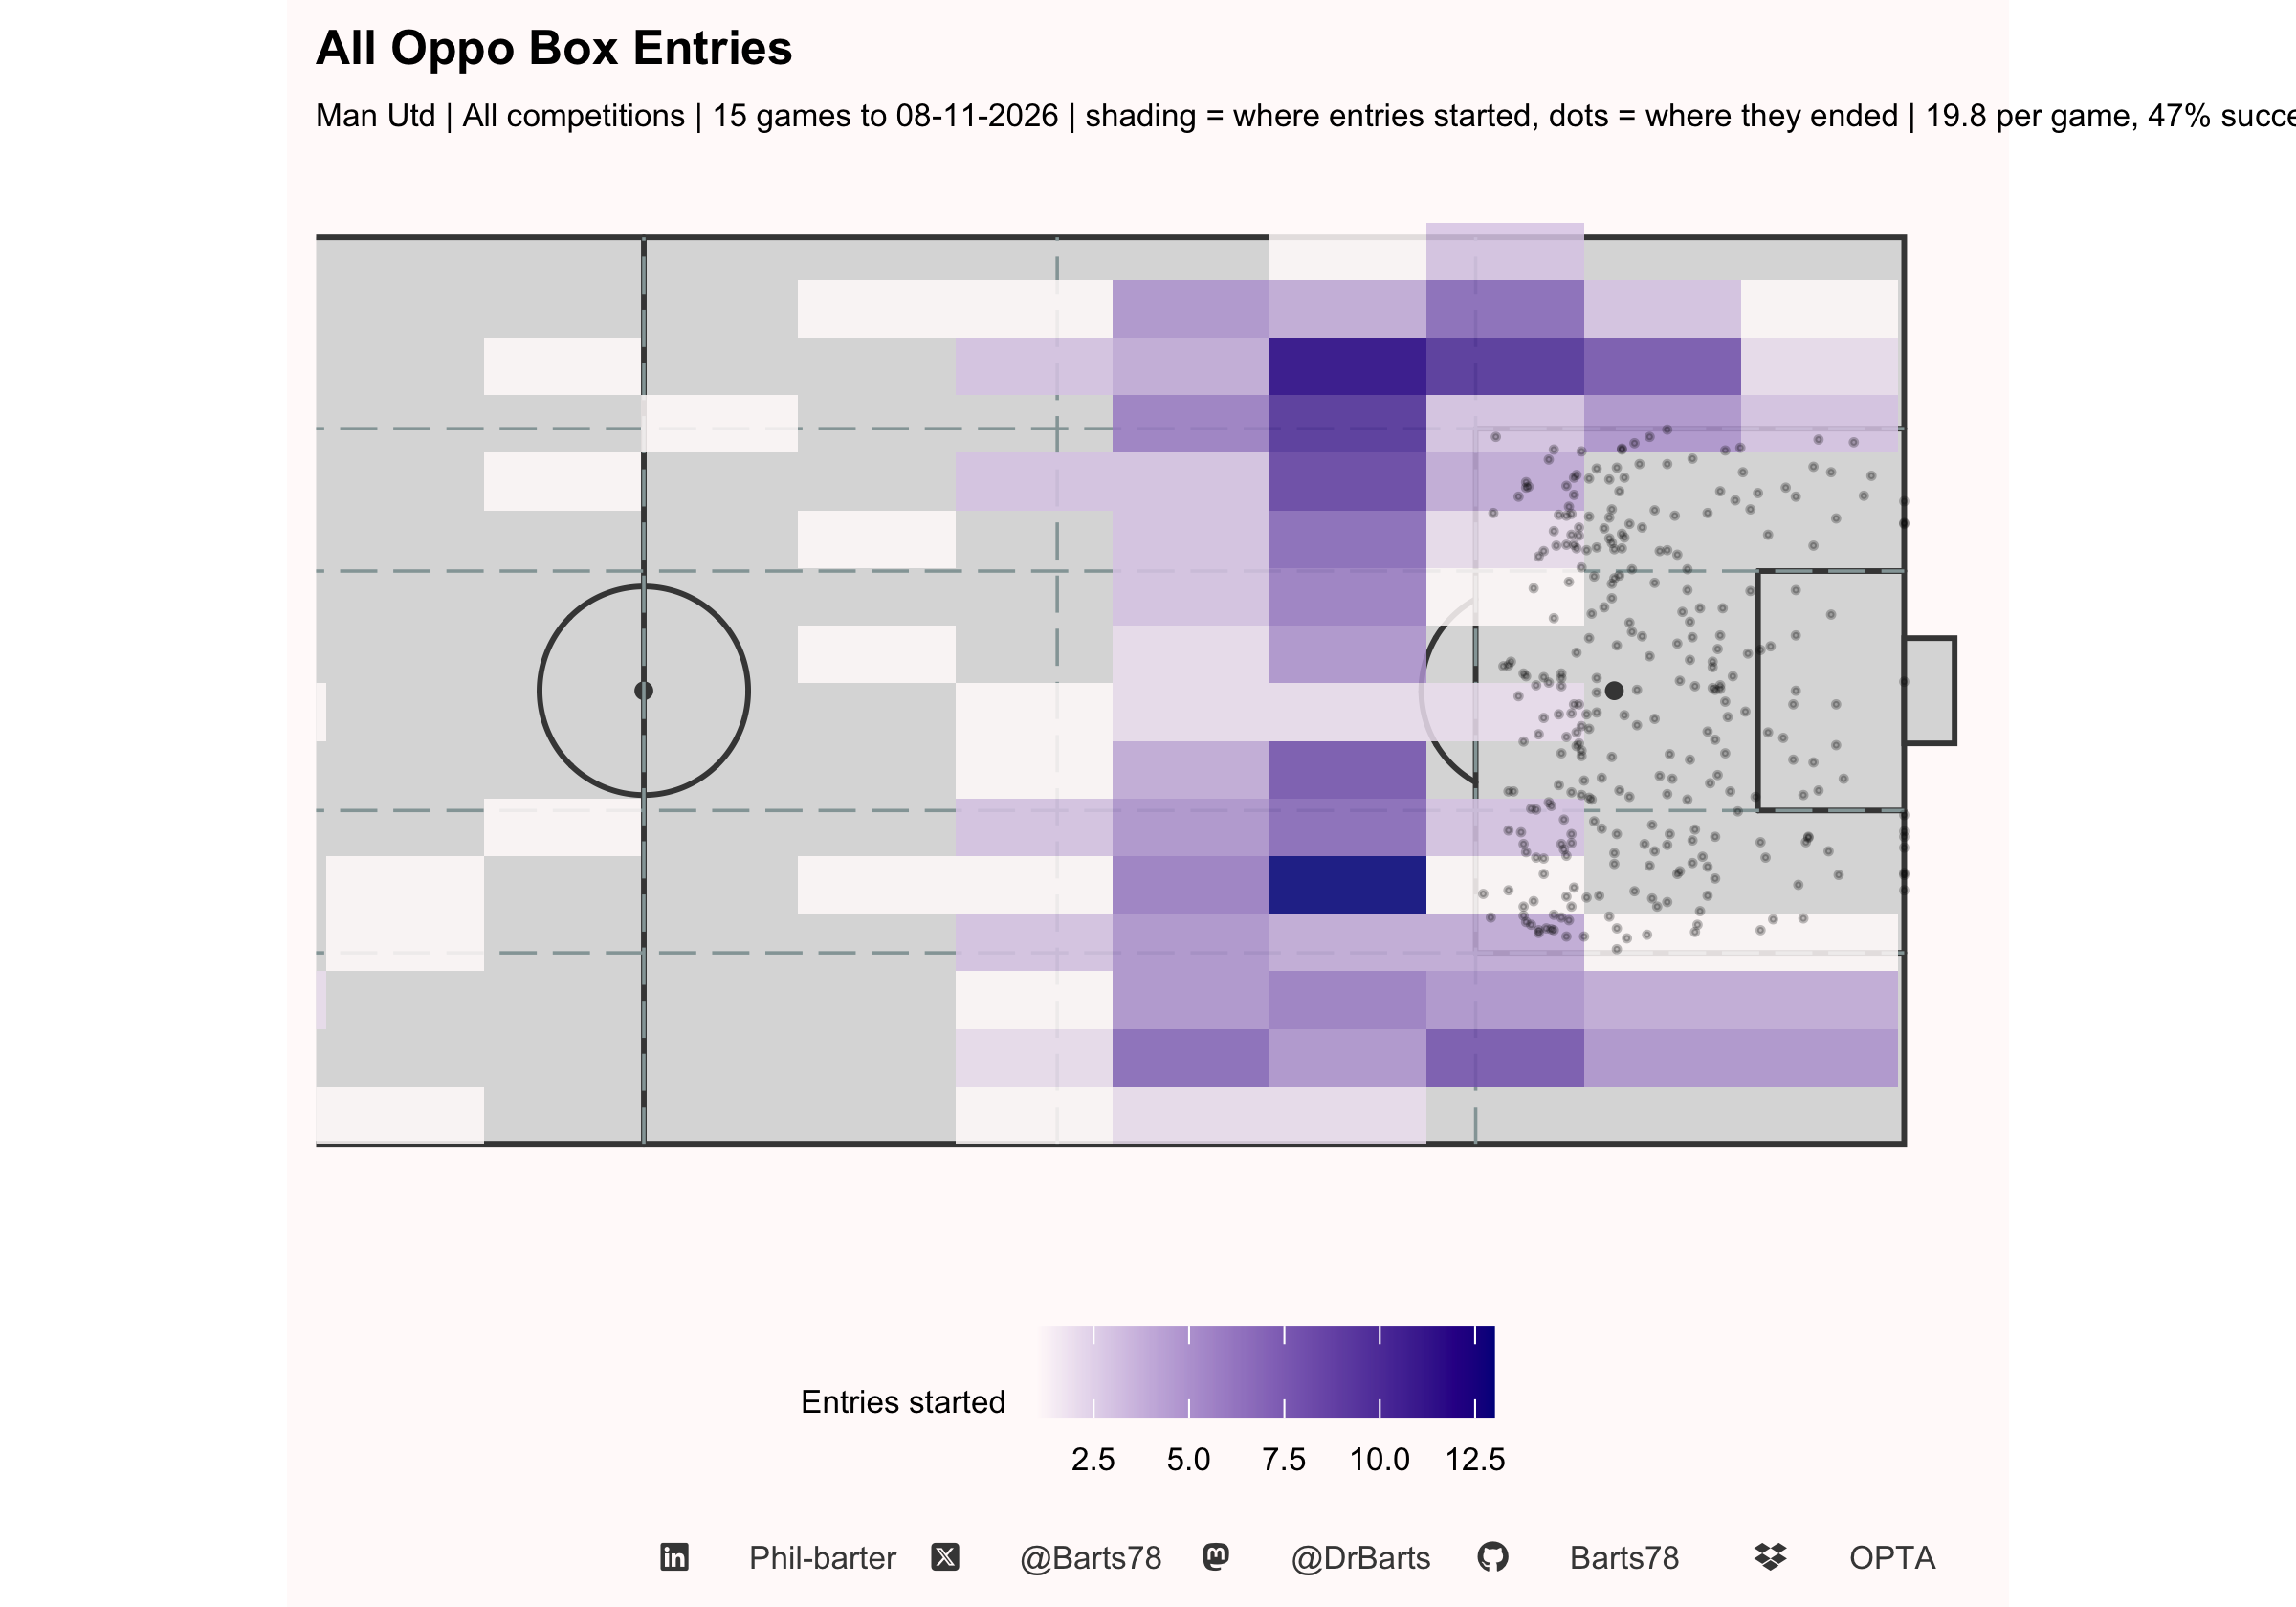 All Oppo Box Entries
Man Utd | All competitions | 15 games to 08-11-2026 | shading = where entries started, dots = where they ended | 19.8 per game, 47%
Entries started
2.5 5.0 7.5 10.0 12.5
Phil-barter @Barts78 @DrBarts Barts78 OPTA